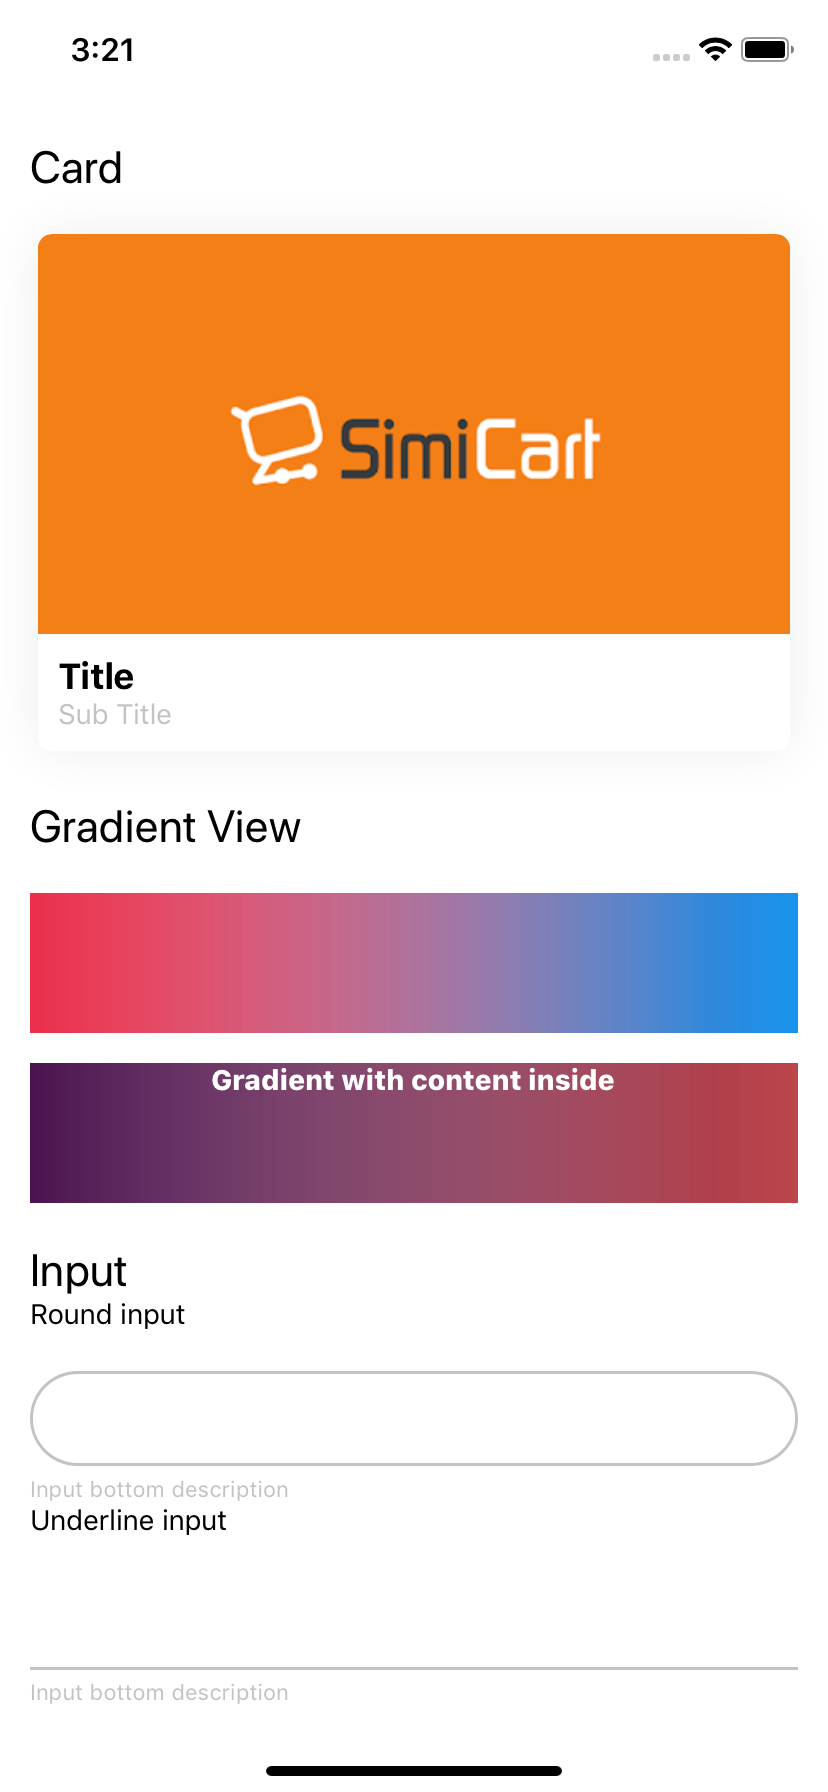 3:21
Card
SimiCart
Title
Sub Title
Gradient View
Gradient with content inside
Input
Round input
Input bottom description
Underline input
Input bottom description